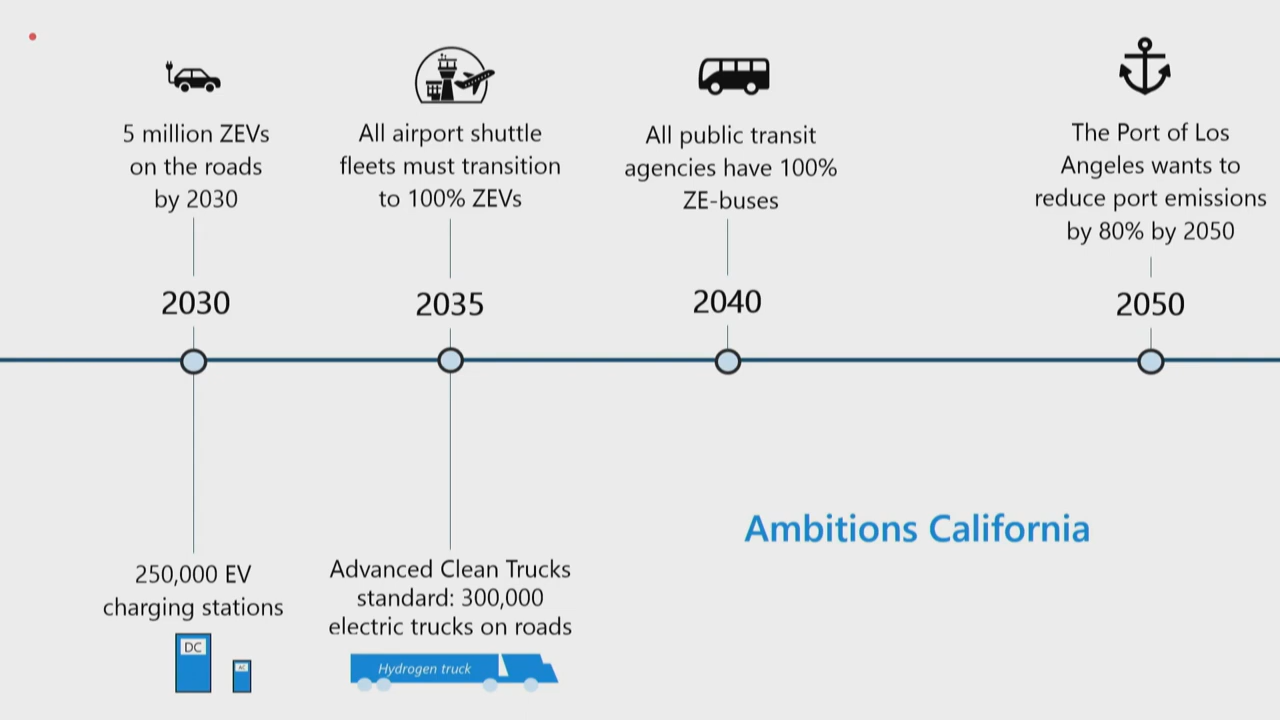 5 million ZEVs
on the roads
by 2030
All airport shuttle
fleets must transition
to 100% ZEVs
All public transit
agencies have 100%
ZE-buses
The Port of Los
Angeles wants to
reduce port emissions
by 80% by 2050
2030
2035
2040
2050
Ambitions California
250,000 EV
charging stations
DC
AC
Advanced Clean Trucks
standard: 300,000
electric trucks on roads
Hydrogen truck